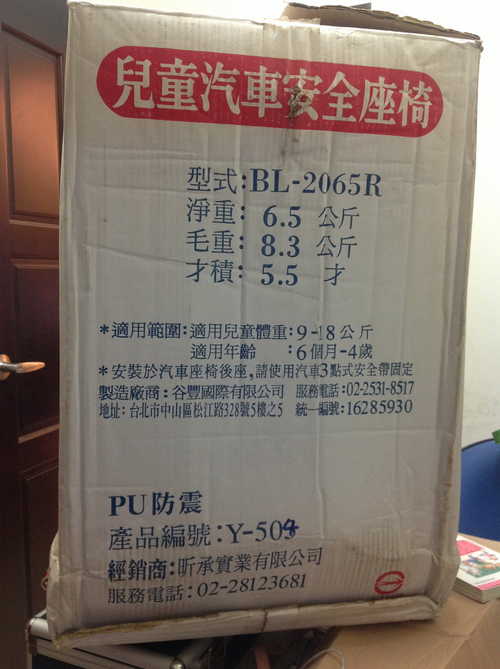 兒童汽車安全座椅
型式:BL-2065R
淨重: 6.5 公斤
毛重: 8.3 公斤
才積: 5.5 才
*適用範圍:適用兒童體重:9-18公斤
適用年齡 :6個月-4歲
*安裝於汽車座椅後座,請使用汽車3點式安全帶固定
製造廠商:谷豐國際有限公司 服務電話:02-2531-8517
地址:台北市中山區松江路328號5樓之5 統一編號:16285930
PU防震
產品編號:Y-504
經銷商:昕承實業有限公司
服務電話:02-28123681